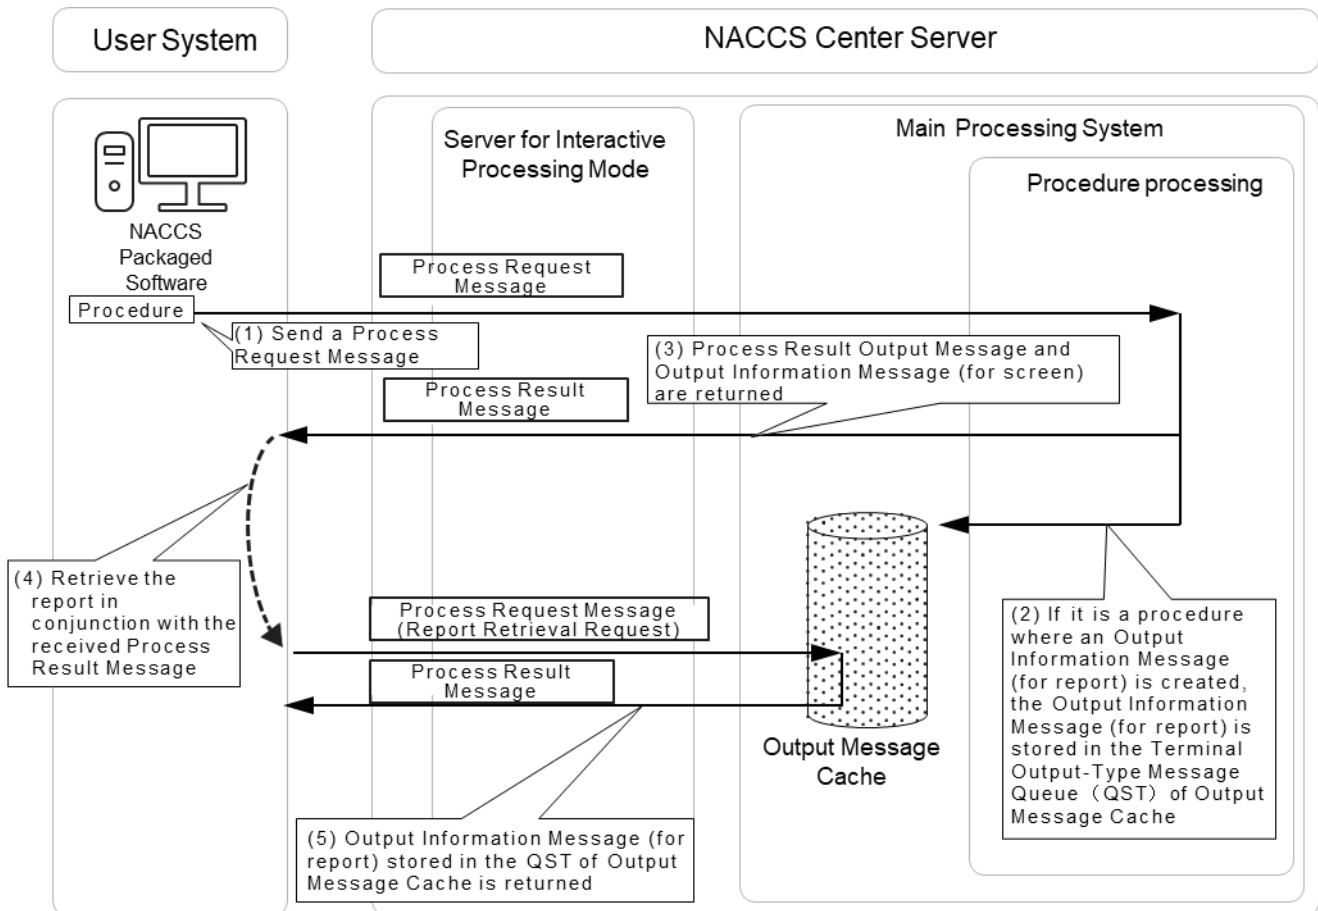 User System
NACCS Center Server
Server for Interactive
Processing Mode
Main Processing System
Procedure processing
NACCS
Packaged
Software
Procedure
Process Request
Message
(1) Send a Process
Request Message
(3) Process Result Output Message and
Output Information Message (for screen)
are returned
Process Result
Message
(4) Retrieve the
report in
conjunction with the
received Process
Result Message
Process Request Message
(Report Retrieval Request)
Process Result
Message
Output Message
Cache
(2) If it is a procedure
where an Output
Information Message
(for report) is created,
the Output Information
Message (for report) is
stored in the Terminal
Output-Type Message
Queue（QST）of Output
Message Cache
(5) Output Information Message (for
report) stored in the QST of Output
Message Cache is returned